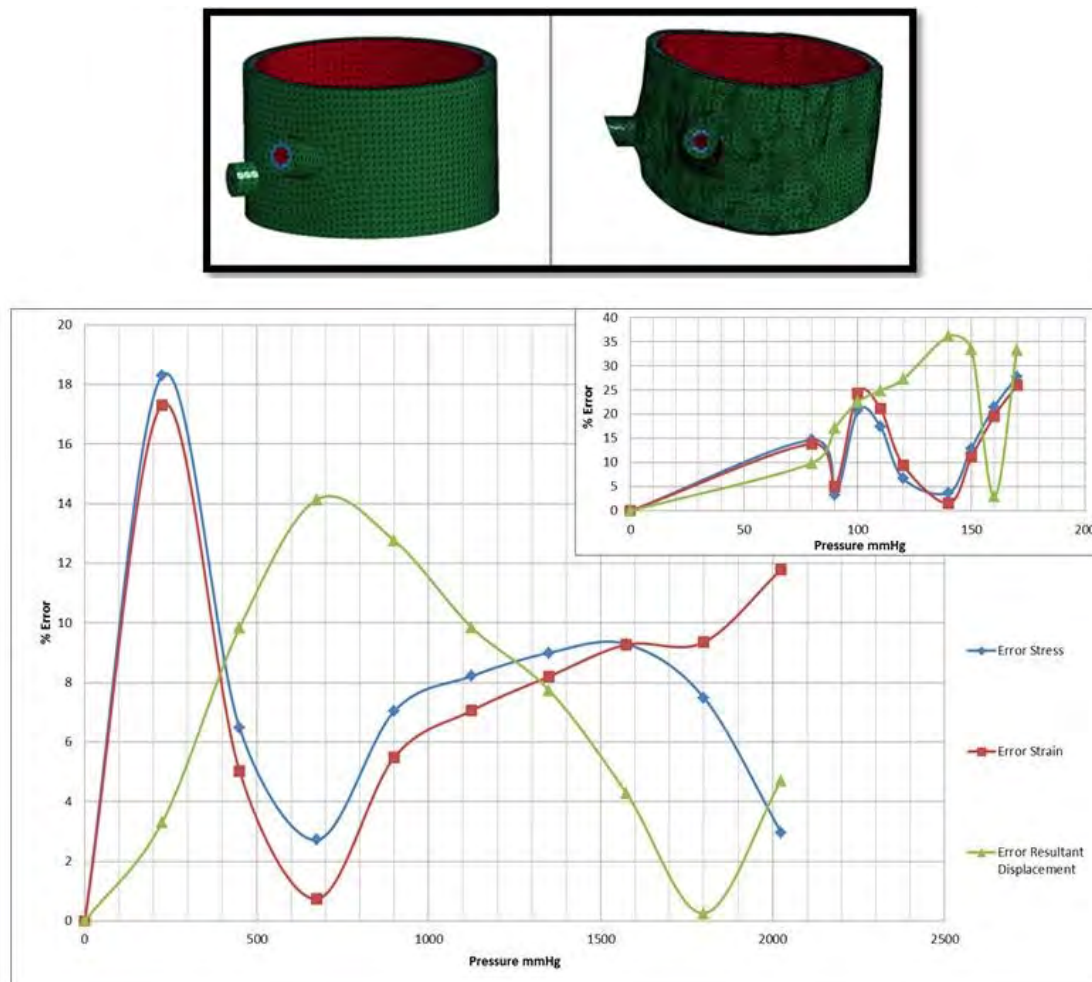 40
35
30
25
20
15
10
5
0
% Error
0 50 100 150 200
Pressure mmHg
20
18
16
14
12
10
8
6
4
2
0
% Error
0 500 1000 1500 2000 2500
Pressure mmHg
Error Stress
Error Strain
Error Resultant
Displacement